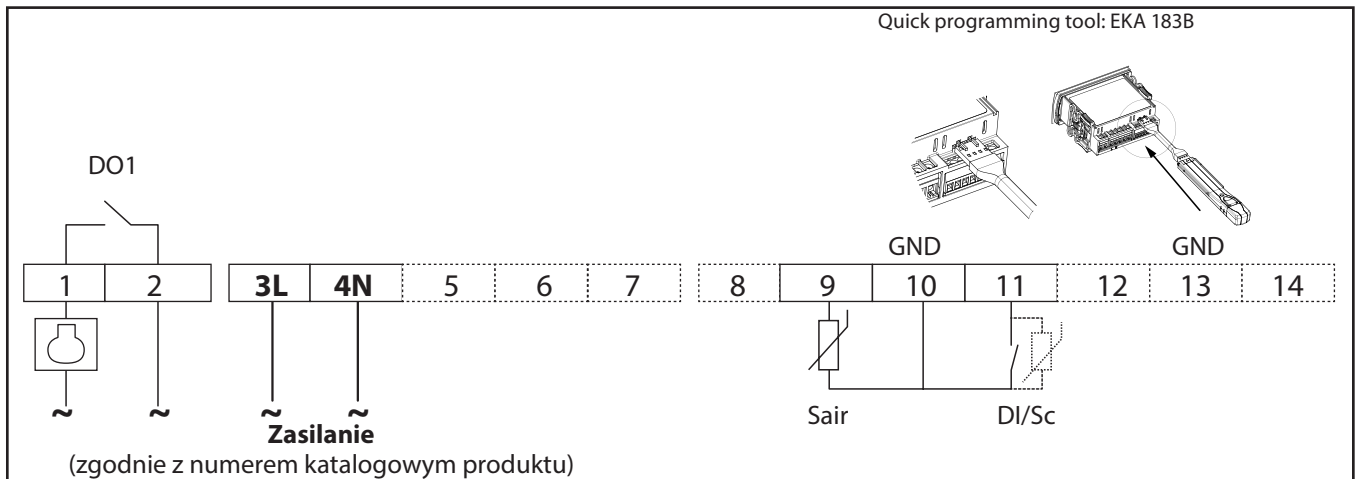 Quick programming tool: EKA 183B
DO1
GND
GND
1 2 3L 4N 5 6 7 8 9 10 11 12 13 14
~ ~ ~ ~
Sair
DI/Sc
Zasilanie
(zgodnie z numerem katalogowym produktu)